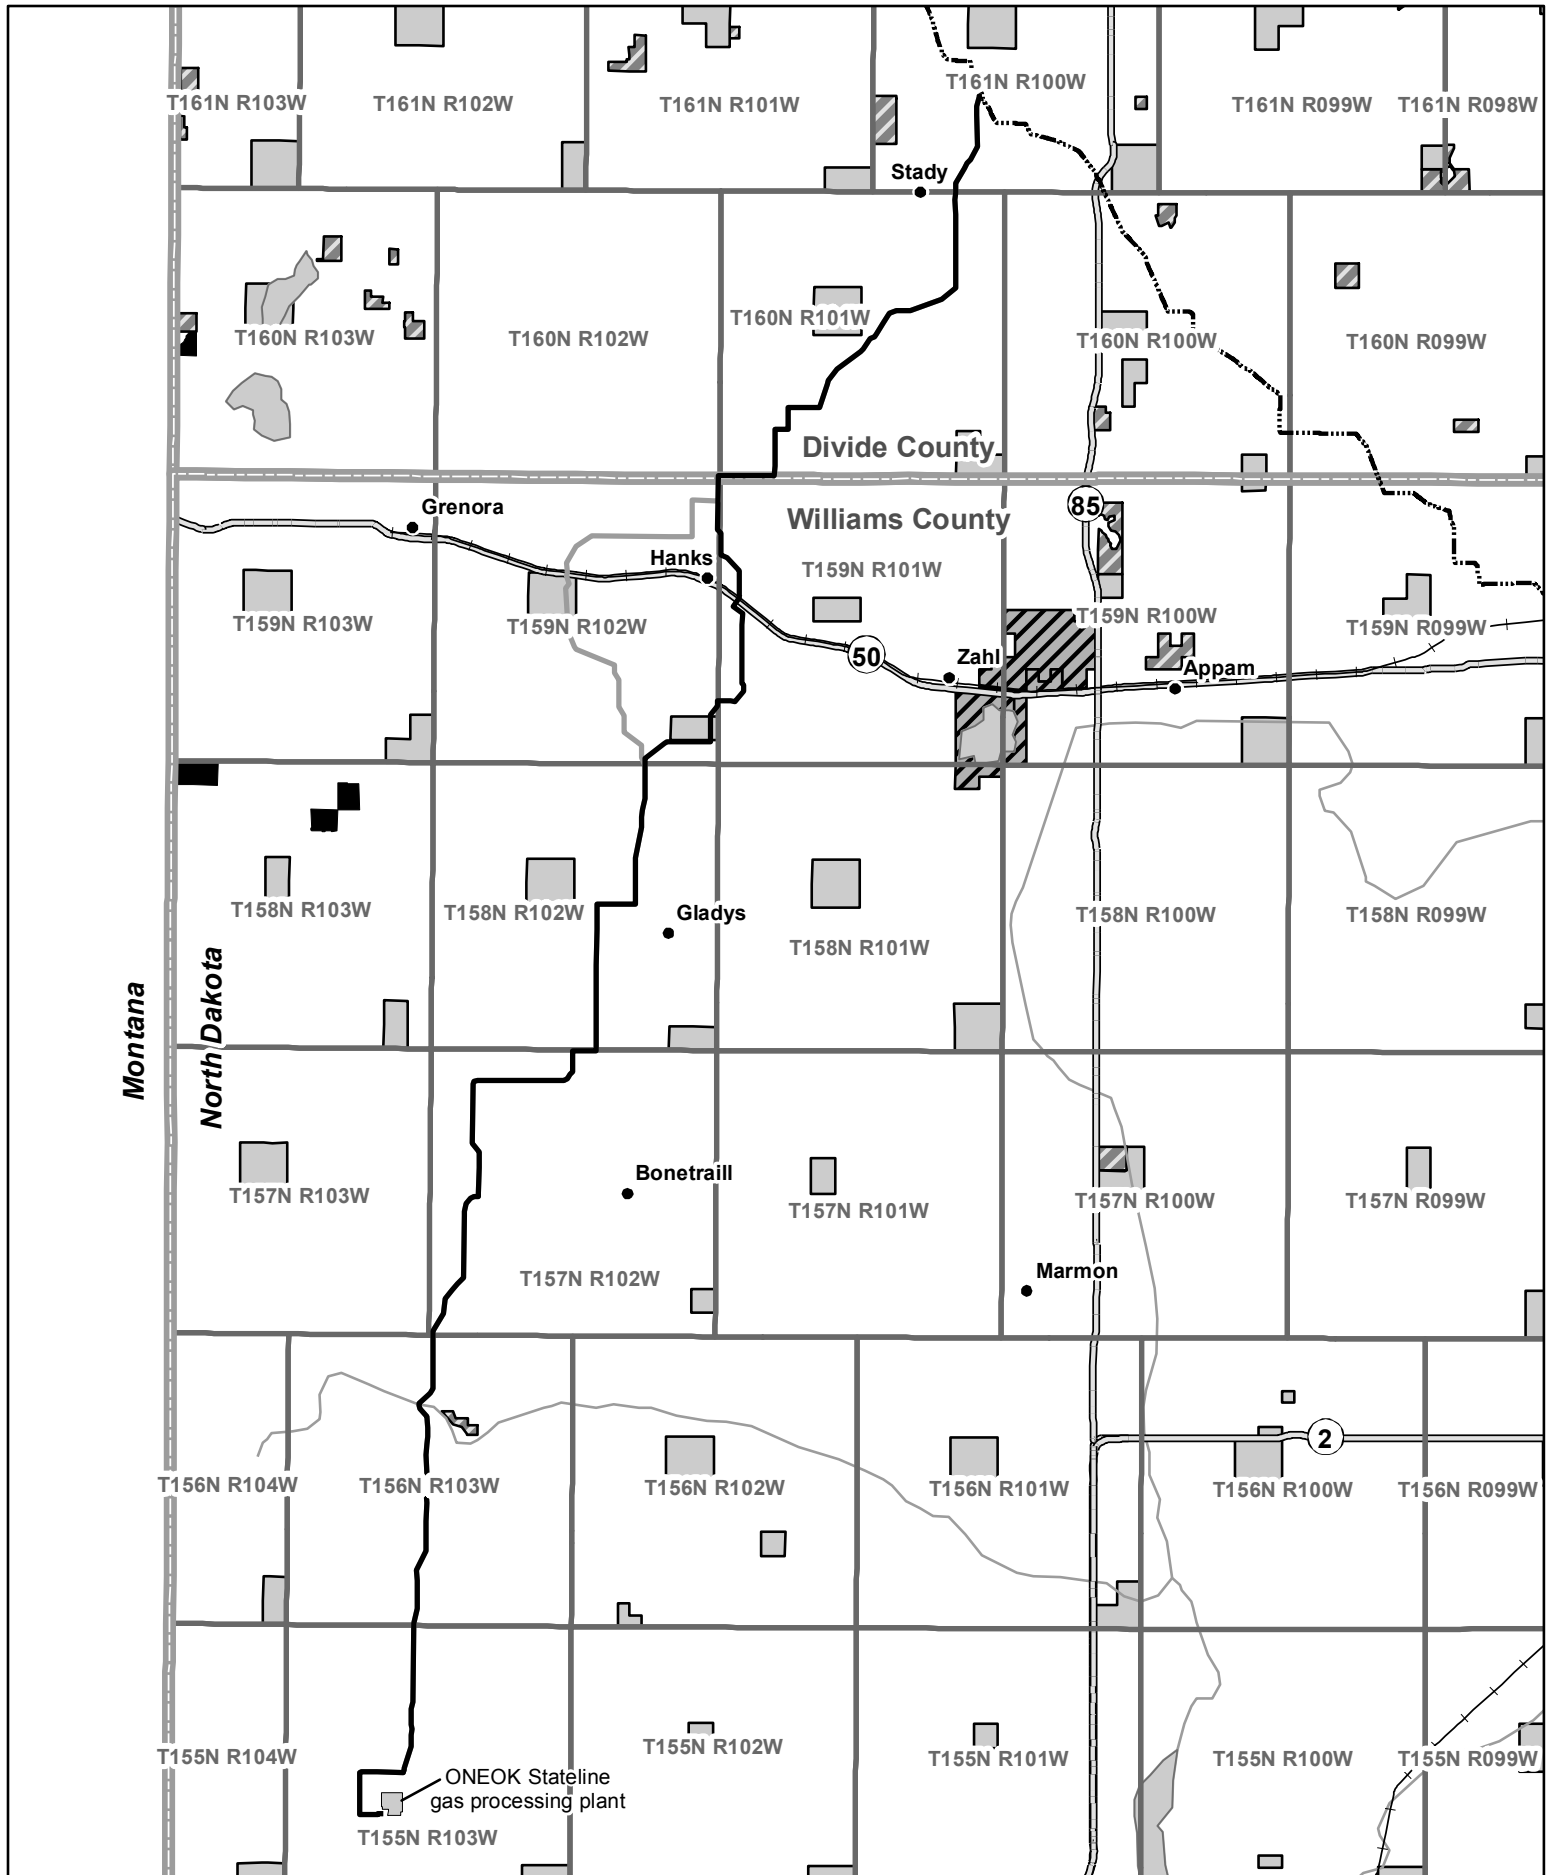 T161N R103W
T161N R102W
T161N R101W
T161N R100W
T161N R099W
T161N R098W
Stady
T160N R103W
T160N R102W
T160N R101W
T160N R100W
T160N R099W
Divide County
Williams County
85
Grenora
Hanks
T159N R103W
T159N R102W
T159N R101W
T159N R100W
T159N R099W
50
Zahl
Appam
T158N R103W
T158N R102W
Gladys
T158N R101W
T158N R100W
T158N R099W
Montana
North Dakota
T157N R103W
Bonetraill
T157N R101W
T157N R100W
T157N R099W
T157N R102W
Marmon
2
T156N R104W
T156N R103W
T156N R102W
T156N R101W
T156N R100W
T156N R099W
T155N R104W
T155N R102W
T155N R101W
T155N R100W
T155N R099W
ONEOK Stateline
gas processing plant
T155N R103W